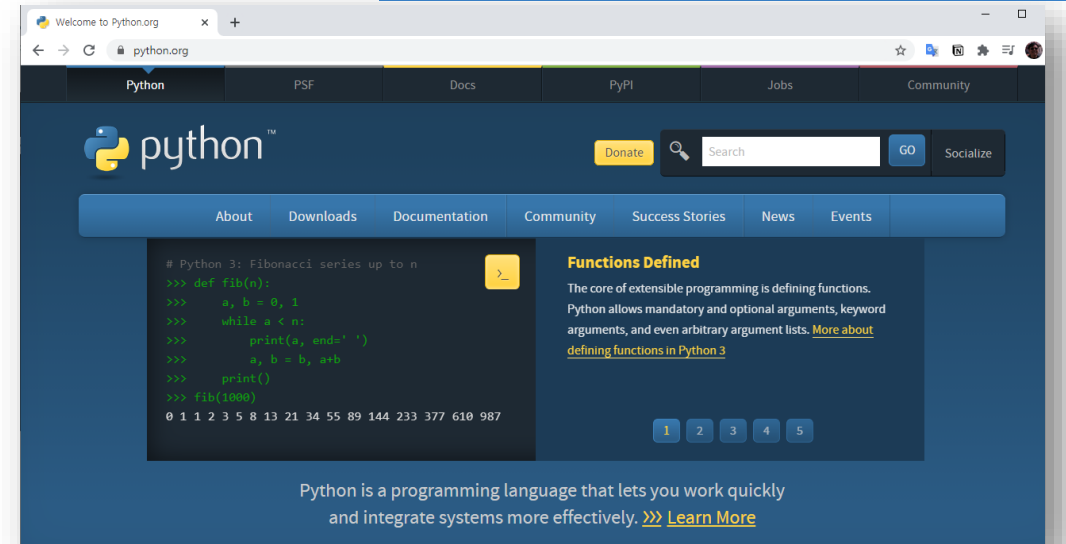 Welcome to Python.org
python.org
Python PSF Docs PyPI Jobs Community
python™
Donate Search GO Socialize
About Downloads Documentation Community Success Stories News Events
# Python 3: Fibonacci series up to n
>>> def fib(n):
>>>     a, b = 0, 1
>>>     while a < n:
>>>         print(a, end=' ')
>>>         a, b = b, a+b
>>>     print()
>>> fib(1000)
0 1 1 2 3 5 8 13 21 34 55 89 144 233 377 610 987
>_
Functions Defined
The core of extensible programming is defining functions.
Python allows mandatory and optional arguments, keyword
arguments, and even arbitrary argument lists. More about
defining functions in Python 3
1 2 3 4 5
Python is a programming language that lets you work quickly
and integrate systems more effectively. >>> Learn More